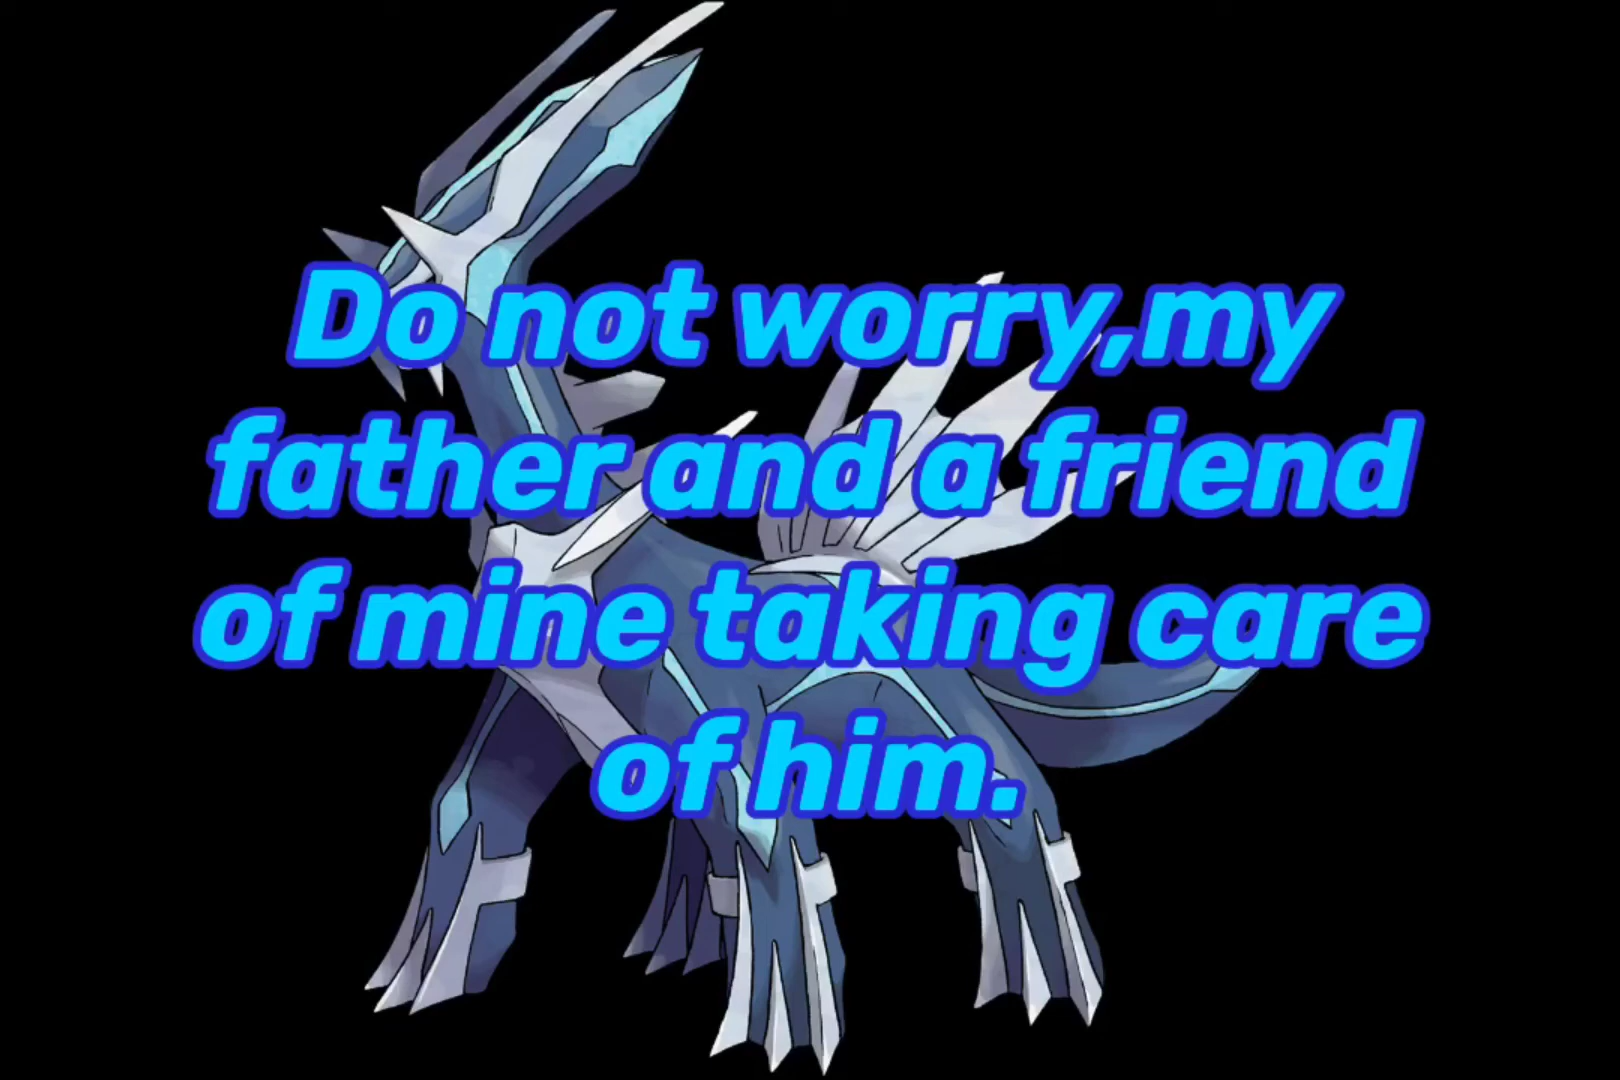 Do not worry,my
father and a friend
of mine taking care
of him.